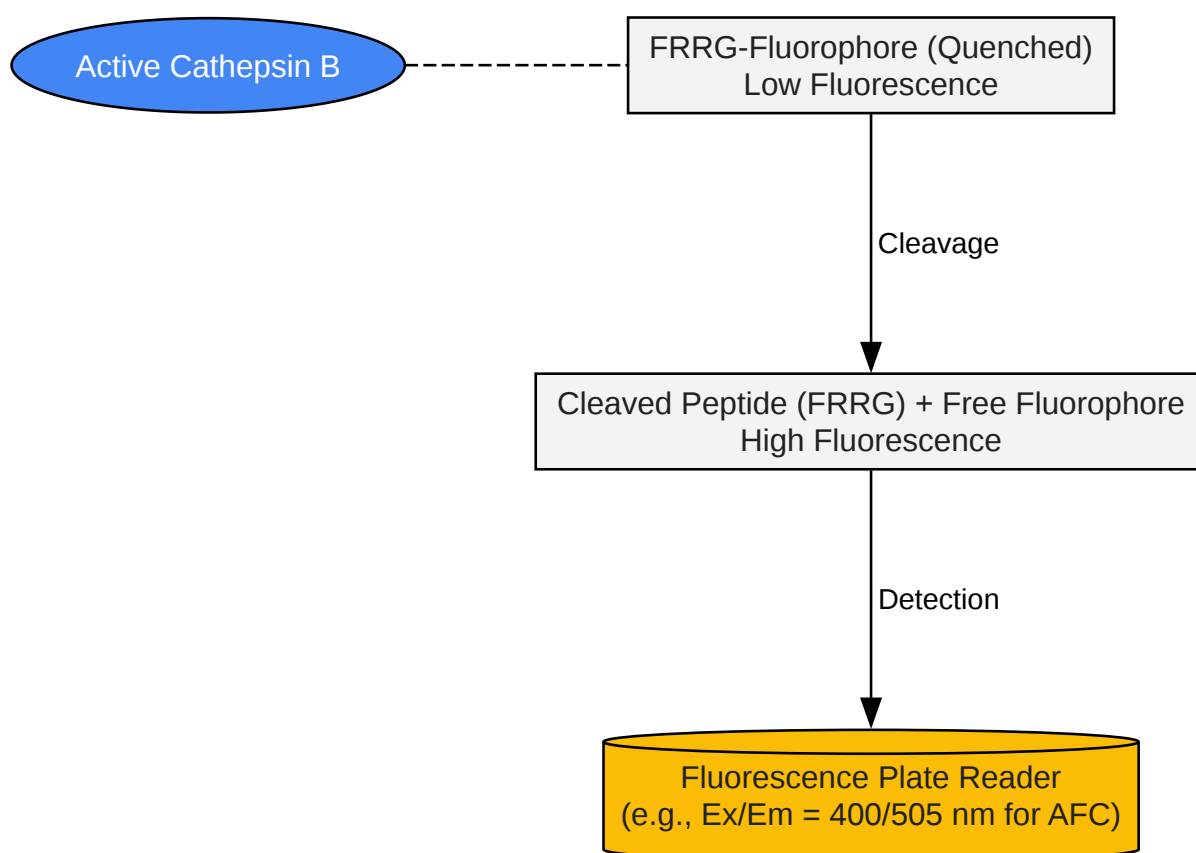 Active Cathepsin B
FRRG-Fluorophore (Quenched)
Low Fluorescence
Cleavage
Cleaved Peptide (FRRG) + Free Fluorophore
High Fluorescence
Detection
Fluorescence Plate Reader
(e.g., Ex/Em = 400/505 nm for AFC)